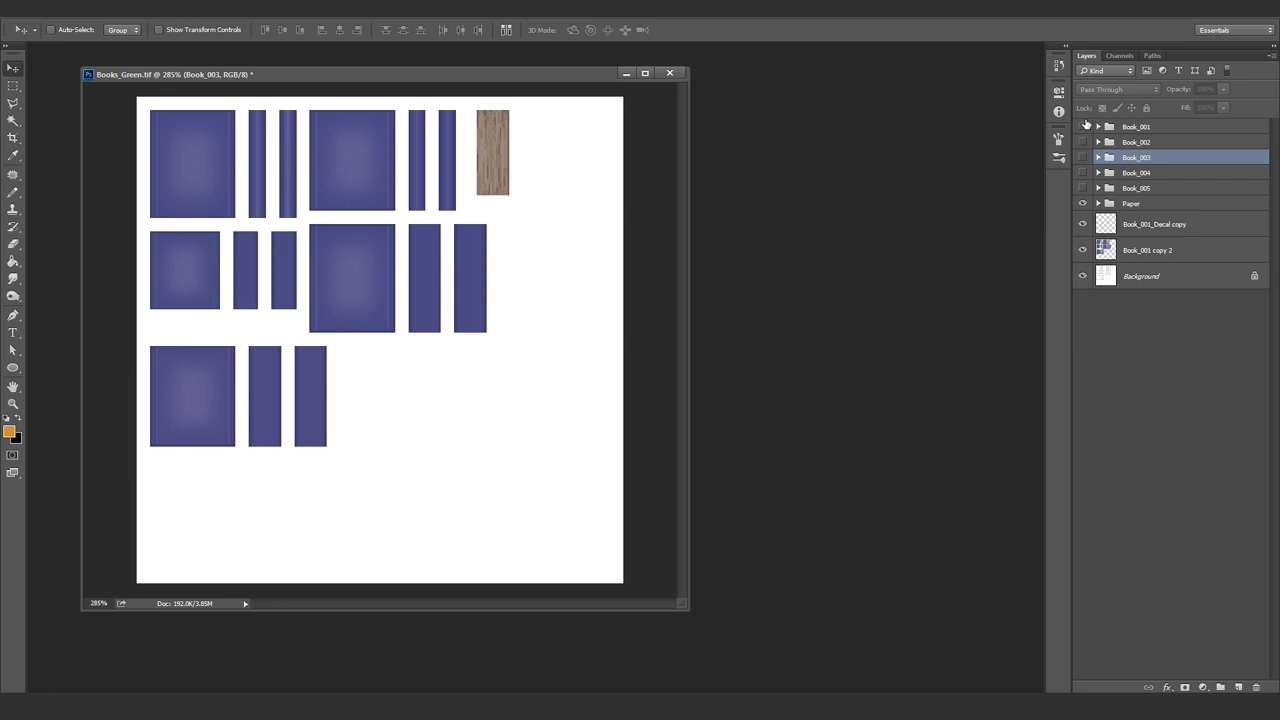 Auto-Select: Group Show Transform Controls 3D Mode: Essentials
Ps Books_Green.tif @ 285% (Book_003, RGB/8) *
Layers Channels Paths
Kind
Pass Through Opacity: 100%
Lock: Fill: 100%
Book_001
Book_002
Book_003
Book_004
Book_005
Paper
Book_001_Decal copy
Book_001 copy 2
Background
285% Doc: 192.0K/3.85M